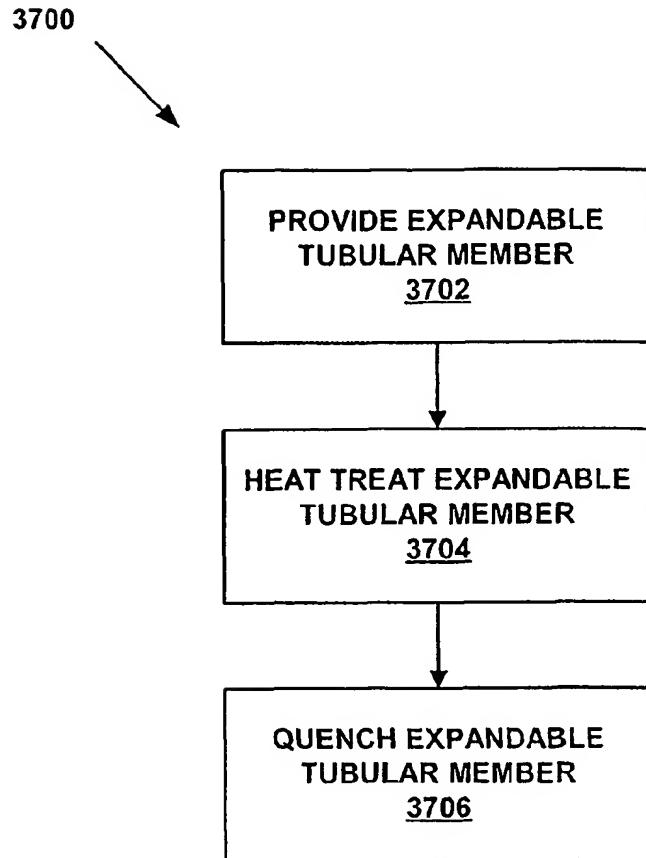 3700
PROVIDE EXPANDABLE
TUBULAR MEMBER
3702
HEAT TREAT EXPANDABLE
TUBULAR MEMBER
3704
QUENCH EXPANDABLE
TUBULAR MEMBER
3706